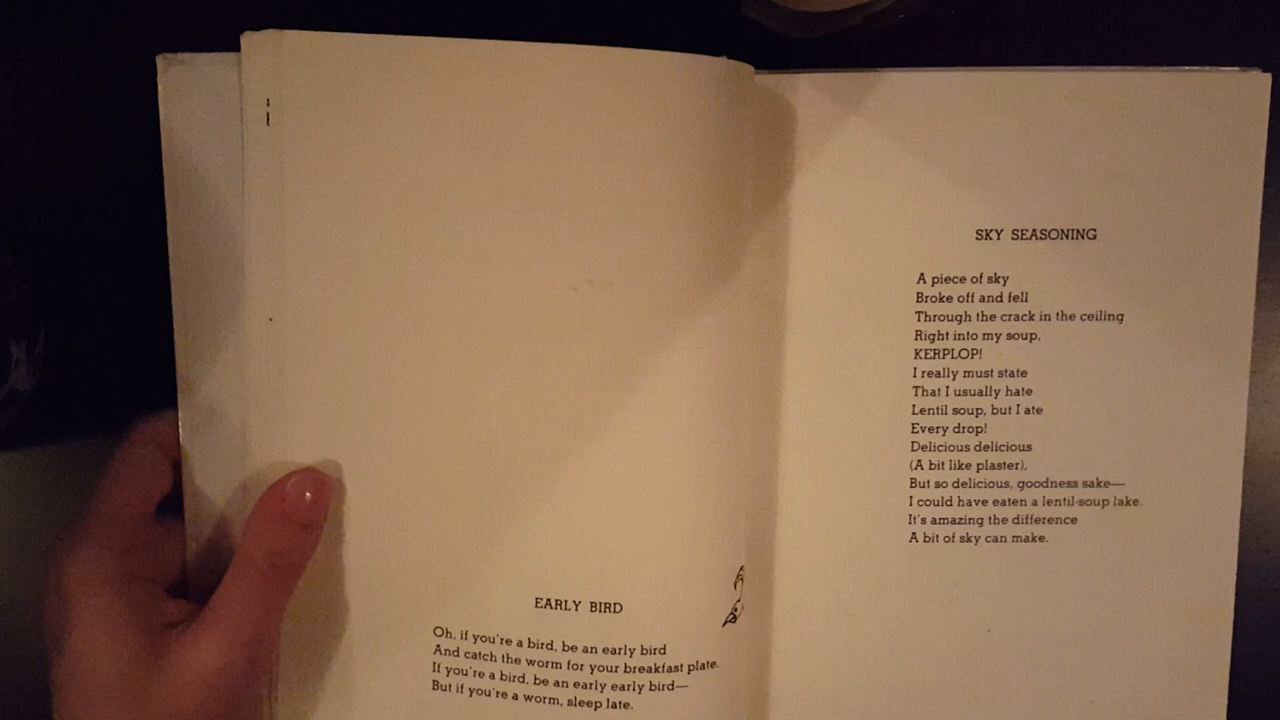 EARLY BIRD
Oh, if you're a bird, be an early bird
And catch the worm for your breakfast plate.
If you're a bird, be an early early bird—
But if you're a worm, sleep late.
SKY SEASONING
A piece of sky
Broke off and fell
Through the crack in the ceiling
Right into my soup,
KERPLOP!
I really must state
That I usually hate
Lentil soup, but I ate
Every drop!
Delicious delicious
(A bit like plaster),
But so delicious, goodness sake—
I could have eaten a lentil-soup lake.
It's amazing the difference
A bit of sky can make.